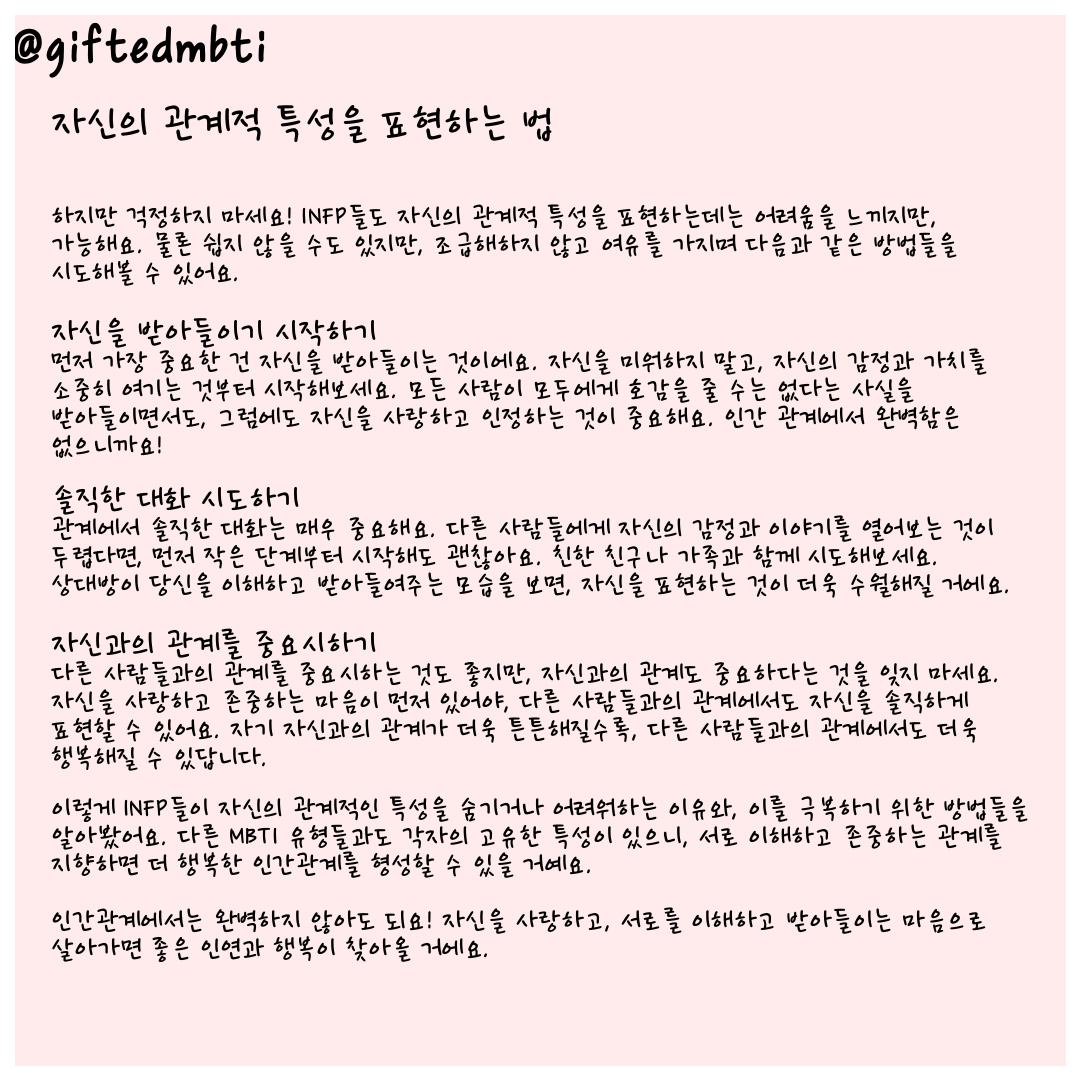 @giftedmbti
자신의 관계적 특성을 표현하는 법
하지만 걱정하지 마세요! INFP들도 자신의 관계적 특성을 표현하는데는 어려움을 느끼지만,
가능해요. 물론 쉽지 않을 수도 있지만, 조급해하지 않고 여유를 가지며 다음과 같은 방법들을
시도해볼 수 있어요.
자신을 받아들이기 시작하기
먼저 가장 중요한 건 자신을 받아들이는 것이에요. 자신을 미워하지 말고, 자신의 감정과 가치를
소중히 여기는 것부터 시작해보세요. 모든 사람이 모두에게 호감을 줄 수는 없다는 사실을
받아들이면서도, 그럼에도 자신을 사랑하고 인정하는 것이 중요해요. 인간 관계에서 완벽함은
없으니까요!
솔직한 대화 시도하기
관계에서 솔직한 대화는 매우 중요해요. 다른 사람들에게 자신의 감정과 이야기를 열어보는 것이
두렵다면, 먼저 작은 단계부터 시작해도 괜찮아요. 친한 친구나 가족과 함께 시도해보세요.
상대방이 당신을 이해하고 받아들여주는 모습을 보면, 자신을 표현하는 것이 더욱 수월해질 거에요.
자신과의 관계를 중요시하기
다른 사람들과의 관계를 중요시하는 것도 좋지만, 자신과의 관계도 중요하다는 것을 잊지 마세요.
자신을 사랑하고 존중하는 마음이 먼저 있어야, 다른 사람들과의 관계에서도 자신을 솔직하게
표현할 수 있어요. 자기 자신과의 관계가 더욱 튼튼해질수록, 다른 사람들과의 관계에서도 더욱
행복해질 수 있답니다.
이렇게 INFP들이 자신의 관계적인 특성을 숨기거나 어려워하는 이유와, 이를 극복하기 위한 방법들을
알아봤어요. 다른 MBTI 유형들과도 각자의 고유한 특성이 있으니, 서로 이해하고 존중하는 관계를
지향하면 더 행복한 인간관계를 형성할 수 있을 거예요.
인간관계에서는 완벽하지 않아도 되요! 자신을 사랑하고, 서로를 이해하고 받아들이는 마음으로
살아가면 좋은 인연과 행복이 찾아올 거에요.